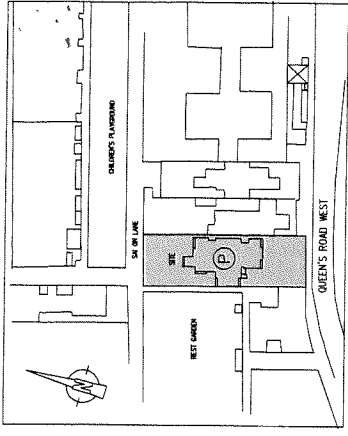 CHILDREN'S PLAYGROUND
SAI ON LANE
SITE
P
REST GARDEN
QUEEN'S ROAD WEST
N